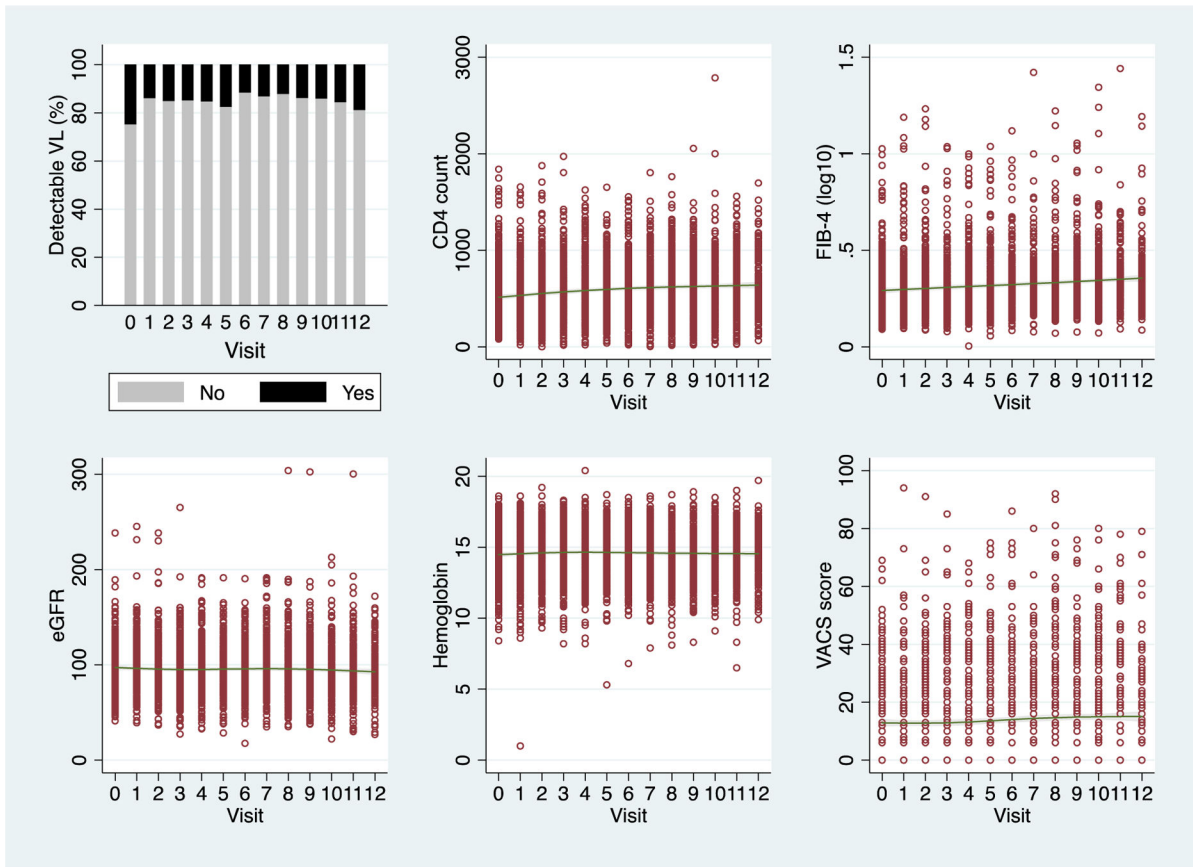 Detectable VL (%)
100
80
60
40
20
0
0 1 2 3 4 5 6 7 8 9 10 11 12
Visit
No Yes
CD4 count
3000
2000
1000
0
0 1 2 3 4 5 6 7 8 9 10 11 12
Visit
FIB-4 (log10)
1.5
1
.5
0
0 1 2 3 4 5 6 7 8 9 10 11 12
Visit
eGFR
300
200
100
0
0 1 2 3 4 5 6 7 8 9 10 11 12
Visit
Hemoglobin
20
15
10
5
0
0 1 2 3 4 5 6 7 8 9 10 11 12
Visit
VACS score
100
80
60
40
20
0
0 1 2 3 4 5 6 7 8 9 10 11 12
Visit